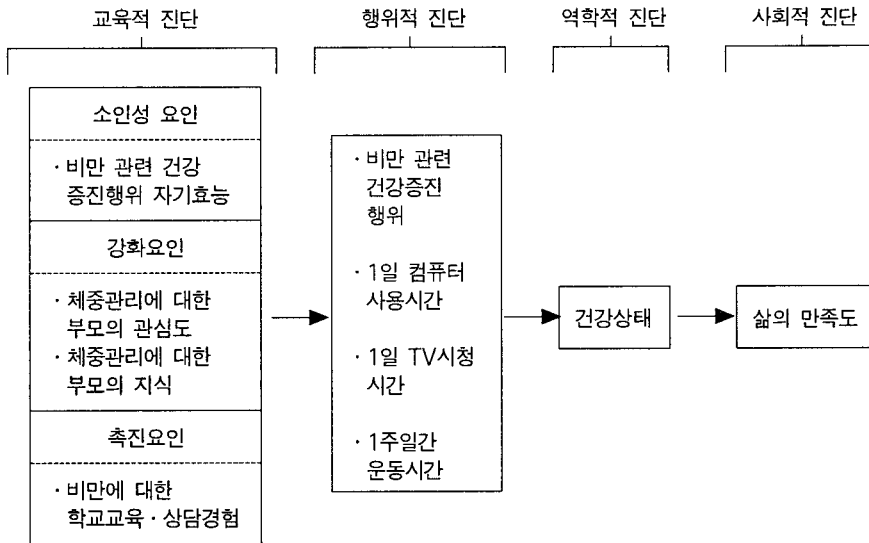 교육적 진단
행위적 진단
역학적 진단
사회적 진단
소인성 요인
· 비만 관련 건강
증진행위 자기효능
강화요인
· 체중관리에 대한
부모의 관심도
· 체중관리에 대한
부모의 지식
촉진요인
· 비만에 대한
학교교육 · 상담경험
· 비만 관련
건강증진
행위
· 1일 컴퓨터
사용시간
· 1일 TV시청
시간
· 1주일간
운동시간
건강상태
삶의 만족도